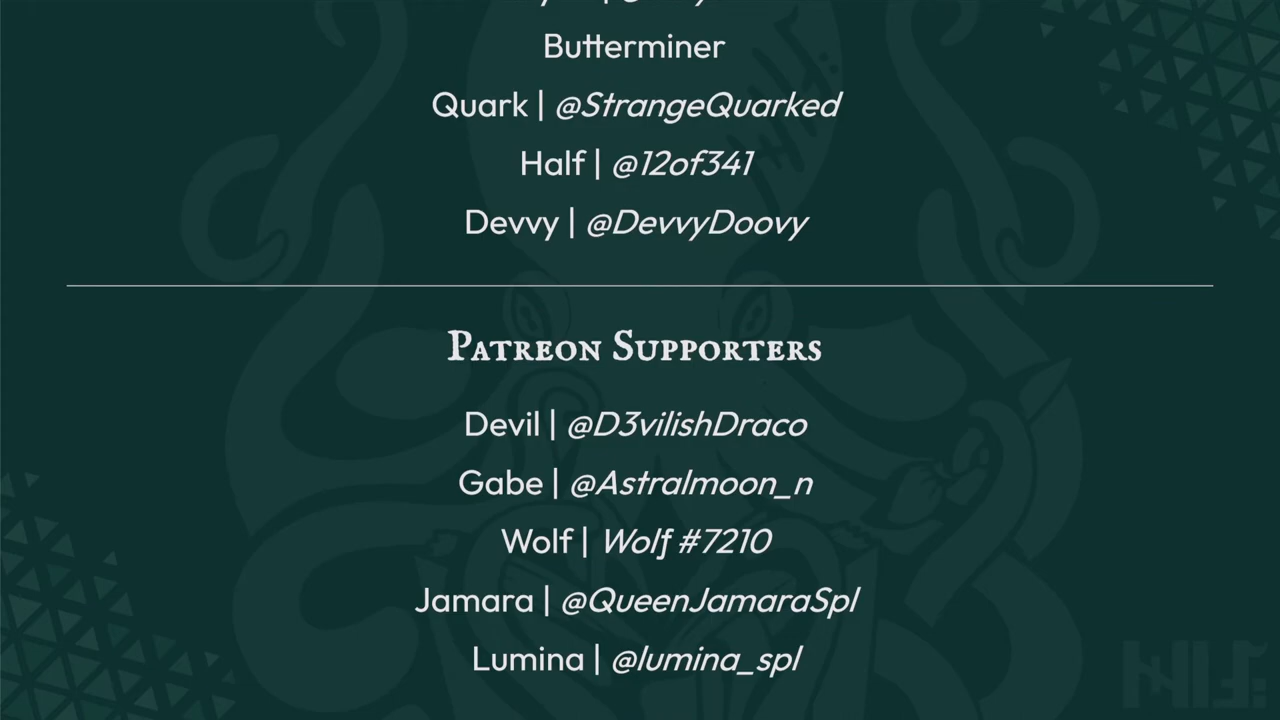 Butterminer
Quark | @StrangeQuarked
Half | @12of341
Devvy | @DevvyDoovy
Patreon Supporters
Devil | @D3vilishDraco
Gabe | @Astralmoon_n
Wolf | Wolf #7210
Jamara | @QueenJamaraSpl
Lumina | @lumina_spl